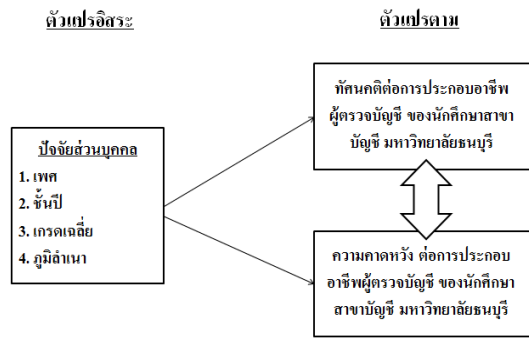 ตัวแปรอิสระ
ตัวแปรตาม
ปัจจัยส่วนบุคคล
1. เพศ
2. ชั้นปี
3. เกรดเฉลี่ย
4. ภูมิลำเนา
ทัศนคติต่อการประกอบอาชีพ
ผู้ตรวจบัญชี ของนักศึกษาสาขา
บัญชี มหาวิทยาลัยธนบุรี
ความคาดหวัง ต่อการประกอบ
อาชีพผู้ตรวจบัญชี ของนักศึกษา
สาขาบัญชี มหาวิทยาลัยธนบุรี